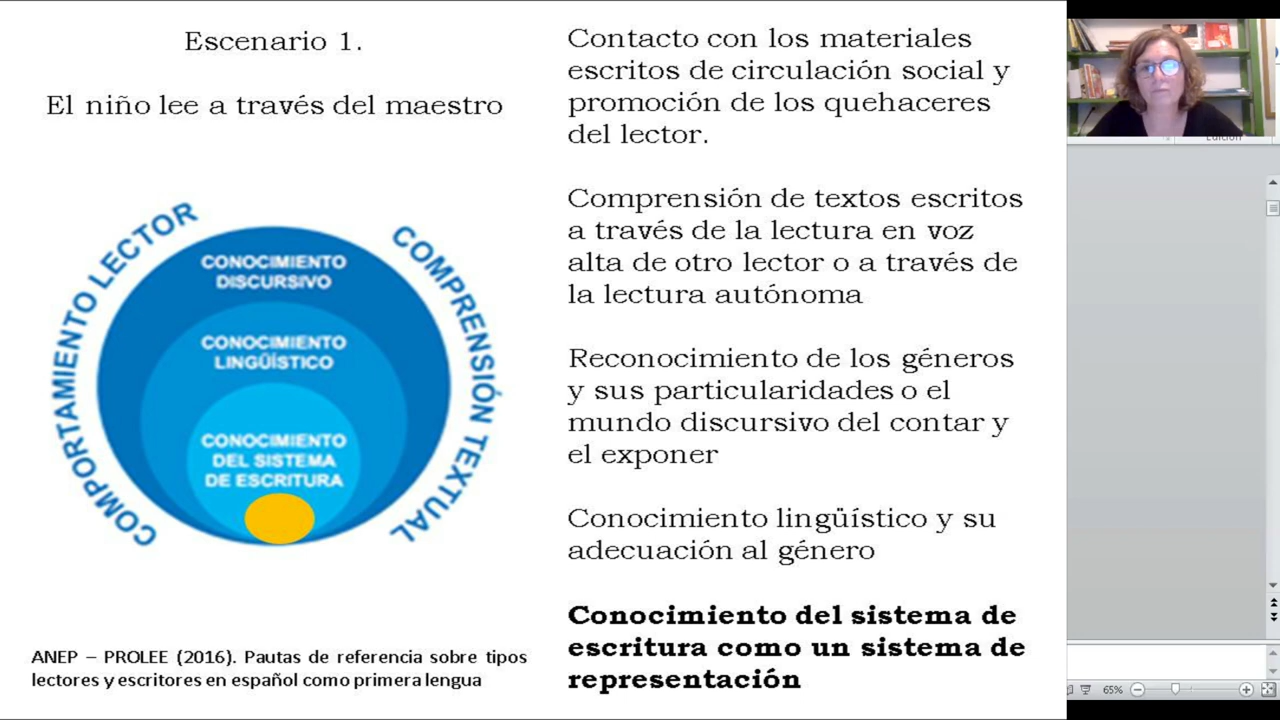 Escenario 1.
El niño lee a través del maestro
COMPORTAMIENTO LECTOR
COMPRENSIÓN TEXTUAL
CONOCIMIENTO
DISCURSIVO
CONOCIMIENTO
LINGÜÍSTICO
CONOCIMIENTO
DEL SISTEMA
DE ESCRITURA
ANEP – PROLEE (2016). Pautas de referencia sobre tipos
lectores y escritores en español como primera lengua
Contacto con los materiales
escritos de circulación social y
promoción de los quehaceres
del lector.
Comprensión de textos escritos
a través de la lectura en voz
alta de otro lector o a través de
la lectura autónoma
Reconocimiento de los géneros
y sus particularidades o el
mundo discursivo del contar y
el exponer
Conocimiento lingüístico y su
adecuación al género
Conocimiento del sistema de
escritura como un sistema de
representación
Edición
65%